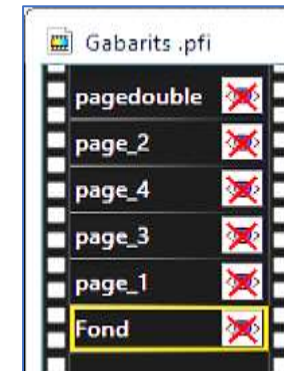 Gabarits .pfi
pagedouble
page_2
page_4
page_3
page_1
Fond